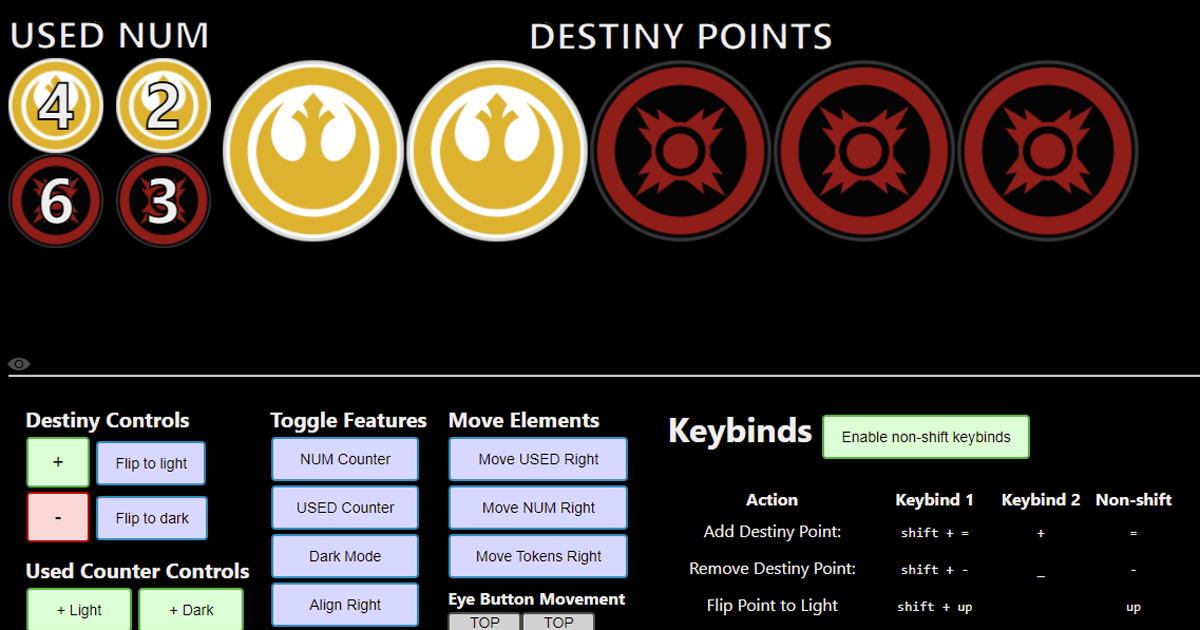 USED NUM
DESTINY POINTS
4 2
6 3
Destiny Controls
+ Flip to light
- Flip to dark
Used Counter Controls
+ Light + Dark
Toggle Features
NUM Counter
USED Counter
Dark Mode
Align Right
Move Elements
Move USED Right
Move NUM Right
Move Tokens Right
Eye Button Movement
TOP TOP
Keybinds Enable non-shift keybinds
Action Keybind 1 Keybind 2 Non-shift
Add Destiny Point: shift + = + =
Remove Destiny Point: shift + - _ -
Flip Point to Light shift + up up